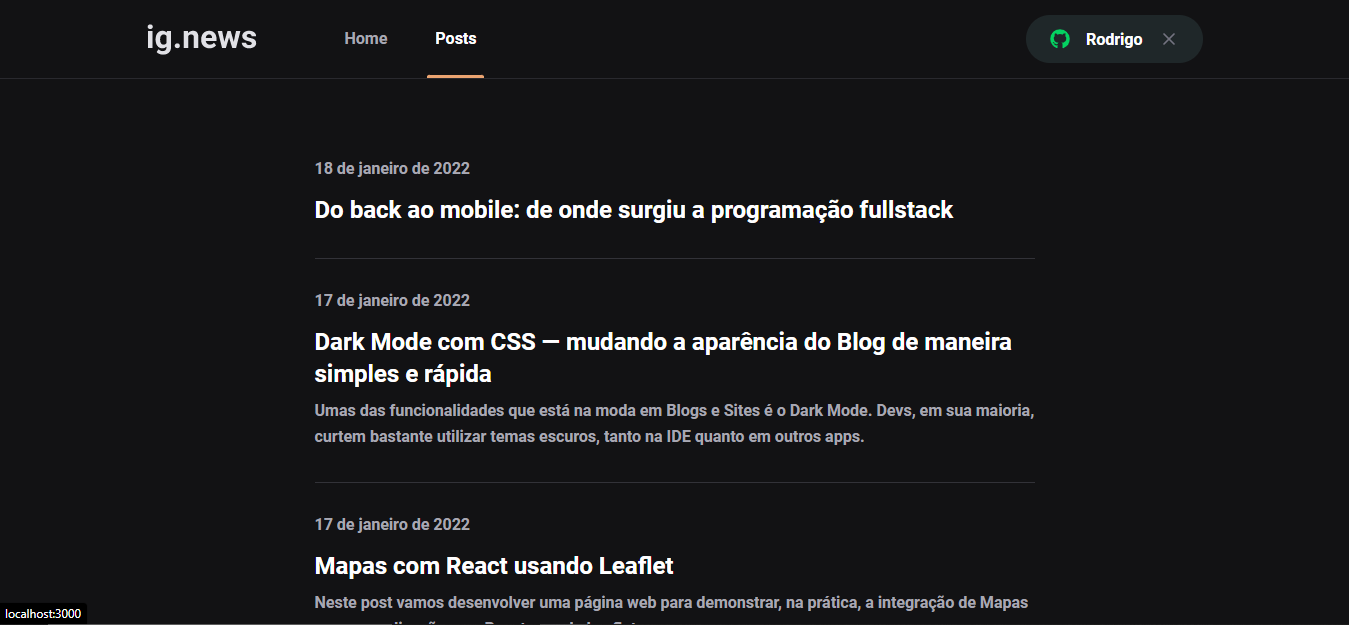 ig.news
Home
Posts
Rodrigo
18 de janeiro de 2022
Do back ao mobile: de onde surgiu a programação fullstack
17 de janeiro de 2022
Dark Mode com CSS — mudando a aparência do Blog de maneira
simples e rápida
Umas das funcionalidades que está na moda em Blogs e Sites é o Dark Mode. Devs, em sua maioria,
curtem bastante utilizar temas escuros, tanto na IDE quanto em outros apps.
17 de janeiro de 2022
Mapas com React usando Leaflet
Neste post vamos desenvolver uma página web para demonstrar, na prática, a integração de Mapas
localhost:3000